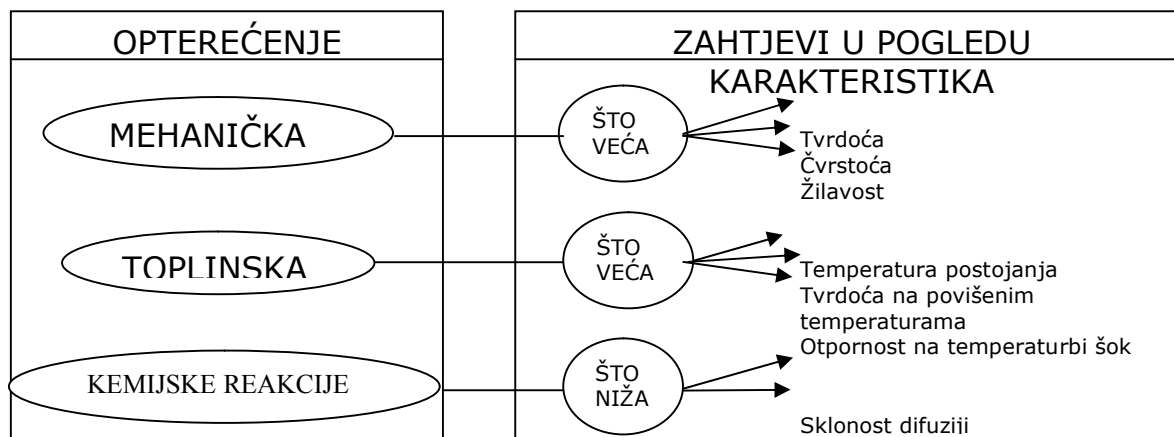 OPTEREĆENJE
ZAHTJEVI U POGLEDU
KARAKTERISTIKA
MEHANIČKA
ŠTO
VEĆA
Tvrdoća
Čvrstoća
Žilavost
TOPLINSKA
ŠTO
VEĆA
Temperatura postojanja
Tvrdoća na povišenim
temperaturama
Otpornost na temperaturbi šok
KEMIJSKE REAKCIJE
ŠTO
NIŽA
Sklonost difuziji